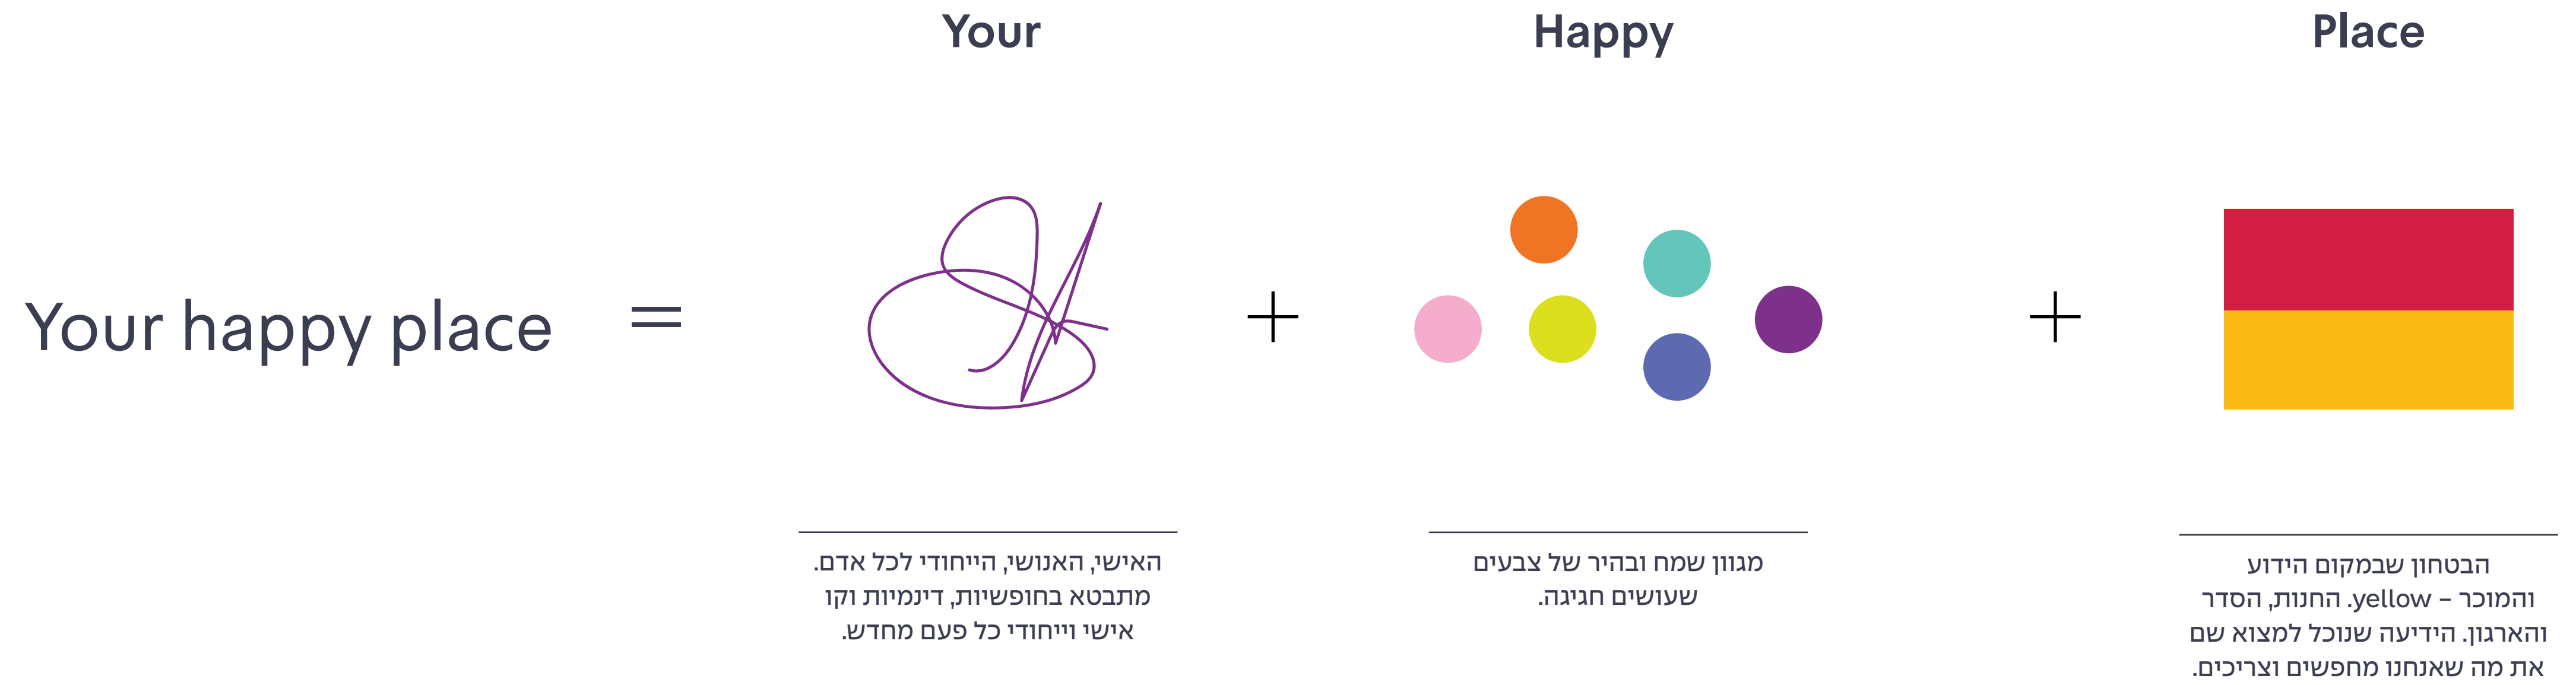 Your happy place
=
Your
האישי, האנושי, הייחודי לכל אדם.
מתבטא בחופשיות, דינמיות וקו
אישי וייחודי כל פעם מחדש.
+
Happy
מגוון שמח ובהיר של צבעים
שעושים חגיגה.
+
Place
הבטחון שבמקום הידוע
והמוכר – yellow. החנות, הסדר
והארגון. הידיעה שנוכל למצוא שם
את מה שאנחנו מחפשים וצריכים.